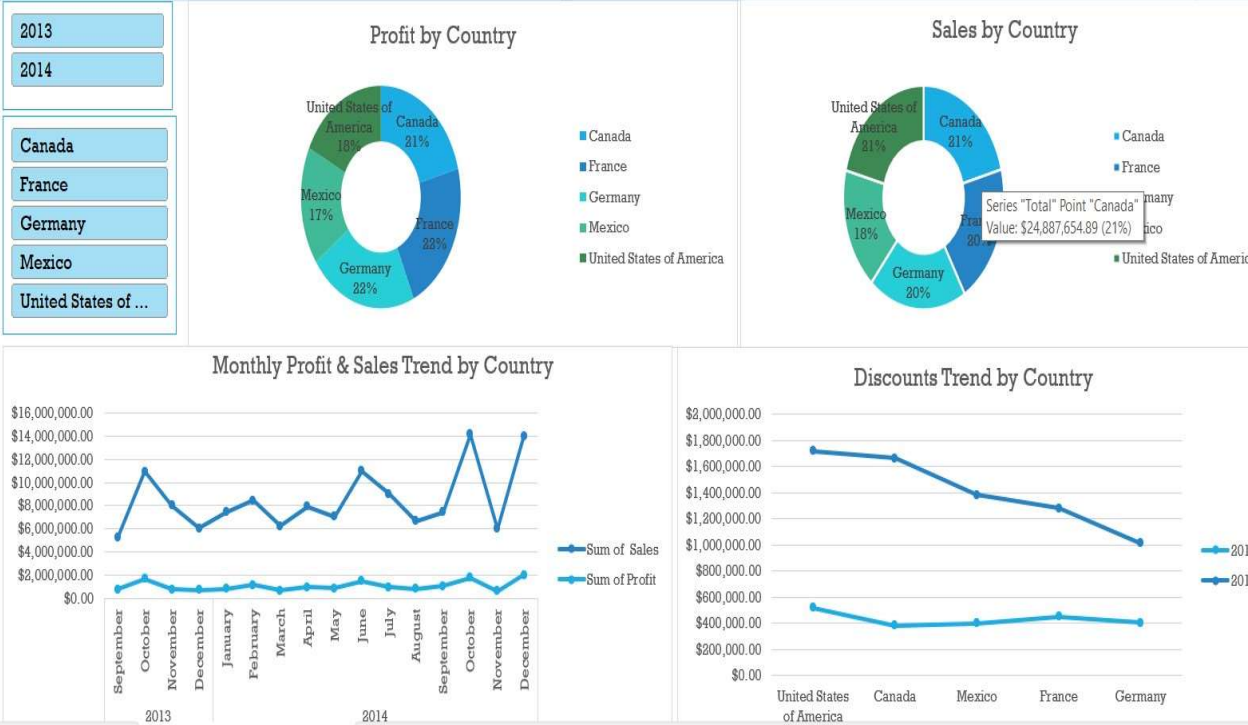 2013
2014
Canada
France
Germany
Mexico
United States of ...
Profit by Country
United States of
America
18%
Canada
21%
Mexico
17%
France
22%
Germany
22%
Canada
France
Germany
Mexico
United States of America
Sales by Country
United States of
America
21%
Canada
21%
Mexico
18%
20%
Germany
20%
Series "Total" Point "Canada"
Value: $24,887,654.89 (21%)
Canada
France
United States of Americ
Monthly Profit & Sales Trend by Country
$16,000,000.00
$14,000,000.00
$12,000,000.00
$10,000,000.00
$8,000,000.00
$6,000,000.00
$4,000,000.00
$2,000,000.00
$0.00
September
October
November
December
January
February
March
April
May
June
July
August
September
October
November
December
2013
2014
Sum of Sales
Sum of Profit
Discounts Trend by Country
$2,000,000.00
$1,800,000.00
$1,600,000.00
$1,400,000.00
$1,200,000.00
$1,000,000.00
$800,000.00
$600,000.00
$400,000.00
$200,000.00
$0.00
United States
of America
Canada
Mexico
France
Germany
201
201